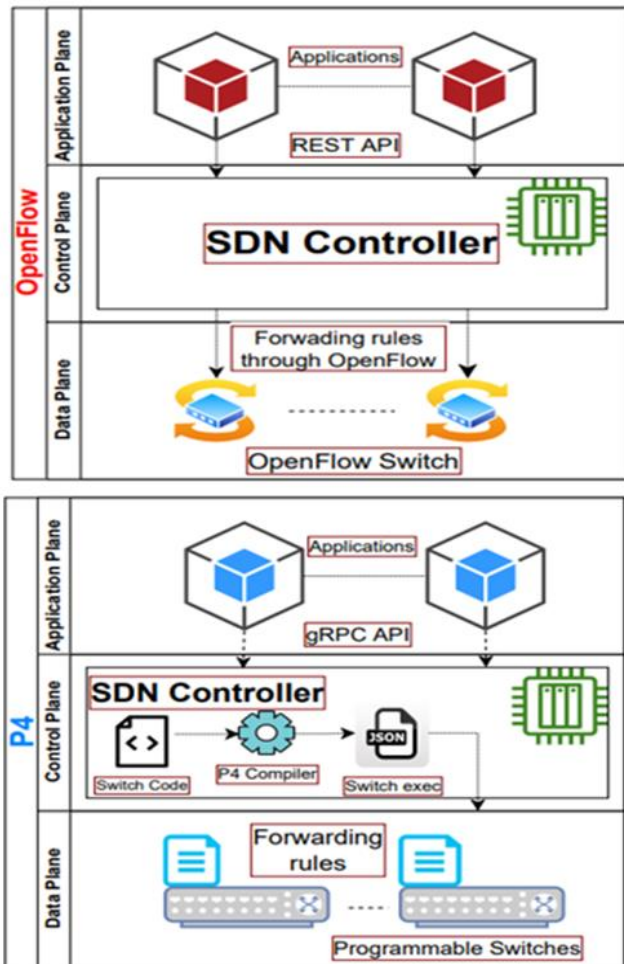 OpenFlow
Application Plane
Applications
REST API
Control Plane
SDN Controller
Data Plane
Forwading rules
through OpenFlow
OpenFlow Switch
P4
Application Plane
Applications
gRPC API
Control Plane
SDN Controller
Switch Code
P4 Compiler
JSON
Switch exec
Data Plane
Forwarding
rules
Programmable Switches